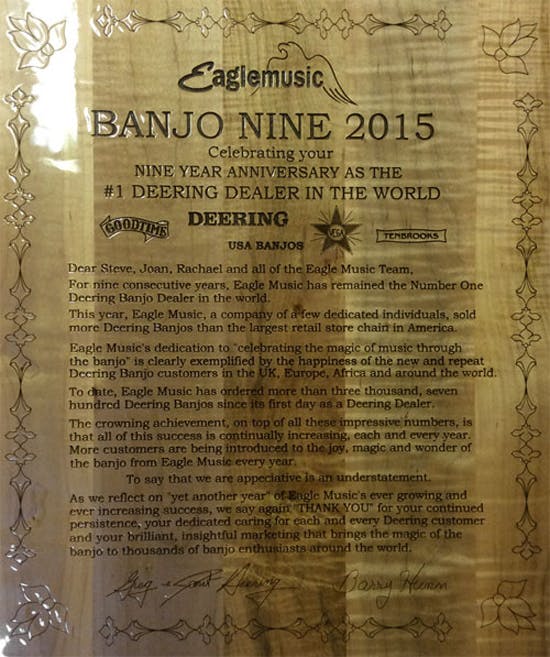 Eaglemusic
BANJO NINE 2015
Celebrating your
NINE YEAR ANNIVERSARY AS THE
#1 DEERING DEALER IN THE WORLD
GOODTIME DEERING VEGA TENBROOKS
USA BANJOS
Dear Steve, Joan, Rachael and all of the Eagle Music Team,
For nine consecutive years, Eagle Music has remained the Number One
Deering Banjo Dealer in the world.
This year, Eagle Music, a company of a few dedicated individuals, sold
more Deering Banjos than the largest retail store chain in America.
Eagle Music's dedication to "celebrating the magic of music through
the banjo" is clearly exemplified by the happiness of the new and repeat
Deering Banjo customers in the UK, Europe, Africa and around the world.
To date, Eagle Music has ordered more than three thousand, seven
hundred Deering Banjos since its first day as a Deering Dealer.
The crowning achievement, on top of all these impressive numbers, is
that all of this success is continually increasing, each and every year.
More customers are being introduced to the joy, magic and wonder of
the banjo from Eagle Music every year.
To say that we are appreciative is an understatement.
As we reflect on "yet another year" of Eagle Music's ever growing and
ever increasing success, we say again "THANK YOU" for your continued
persistence, your dedicated caring for each and every Deering customer
and your brilliant, insightful marketing that brings the magic of the
banjo to thousands of banjo enthusiasts around the world.
Greg & Janet Deering Barry Hunn